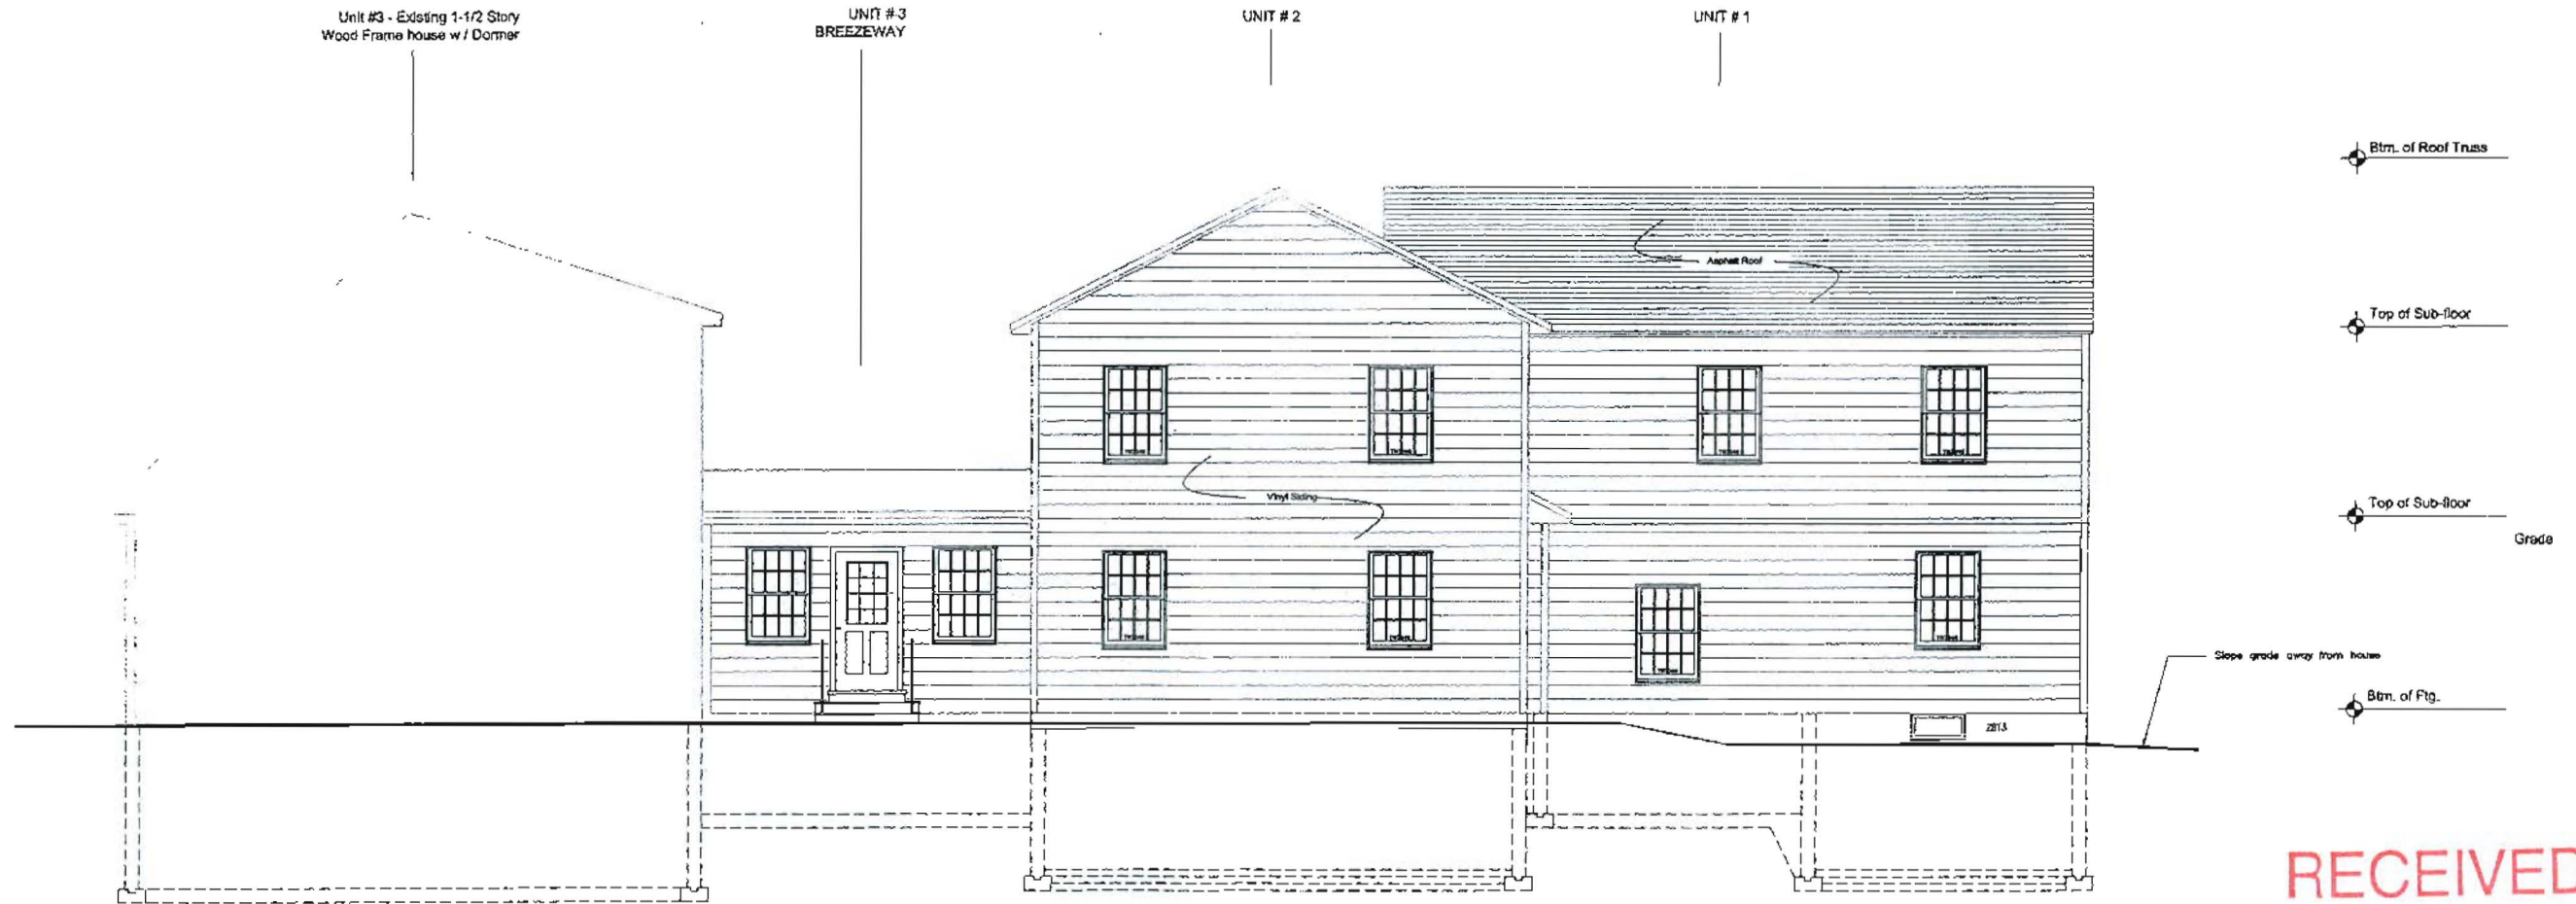 Unit #3 - Existing 1-1/2 Story
Wood Frame house w / Dormer
UNIT #3
BREEZEWAY
UNIT # 2
UNIT # 1
Btm. of Roof Truss
Asphalt Roof
Top of Sub-floor
Vinyl Siding
Top of Sub-floor
Grade
Slope grade away from house
Btm. of Ftg.
2813
RECEIVED